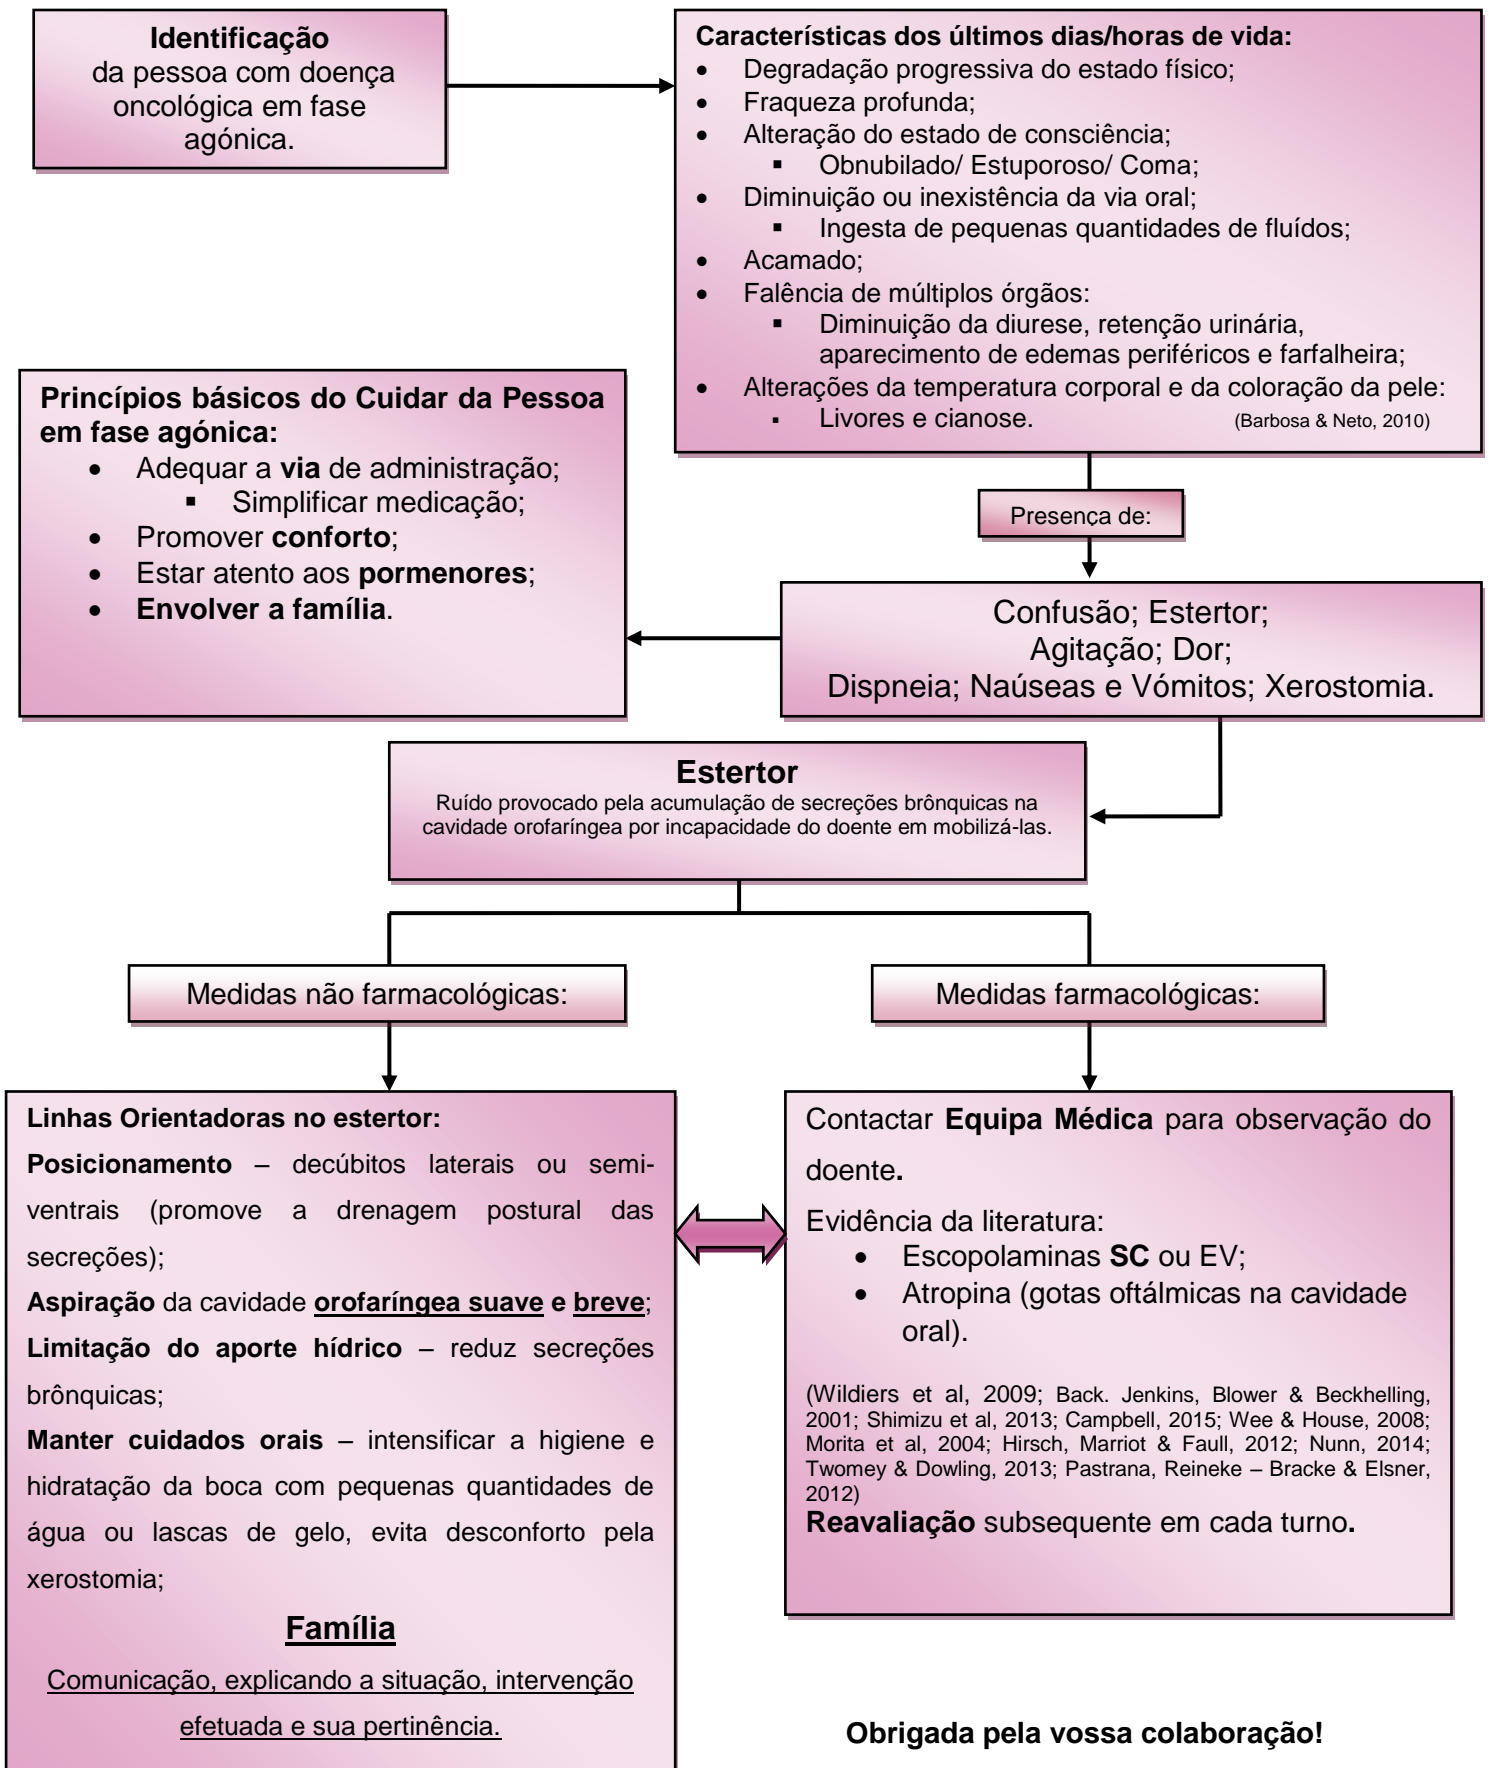 Identificação
da pessoa com doença
oncológica em fase
agónica.
Características dos últimos dias/horas de vida:
• Degradação progressiva do estado físico;
• Fraqueza profunda;
• Alteração do estado de consciência;
▪ Obnubilado/ Estuporoso/ Coma;
• Diminuição ou inexistência da via oral;
▪ Ingesta de pequenas quantidades de fluídos;
• Acamado;
• Falência de múltiplos órgãos:
▪ Diminuição da diurese, retenção urinária,
aparecimento de edemas periféricos e farfalheira;
• Alterações da temperatura corporal e da coloração da pele:
▪ Livores e cianose. (Barbosa & Neto, 2010)
Princípios básicos do Cuidar da Pessoa
em fase agónica:
• Adequar a via de administração;
▪ Simplificar medicação;
• Promover conforto;
• Estar atento aos pormenores;
• Envolver a família.
Presença de:
Confusão; Estertor;
Agitação; Dor;
Dispneia; Naúseas e Vómitos; Xerostomia.
Estertor
Ruído provocado pela acumulação de secreções brônquicas na
cavidade orofaríngea por incapacidade do doente em mobilizá-las.
Medidas não farmacológicas:
Medidas farmacológicas:
Linhas Orientadoras no estertor:
Posicionamento – decúbitos laterais ou semi-
ventrais (promove a drenagem postural das
secreções);
Aspiração da cavidade orofaríngea suave e breve;
Limitação do aporte hídrico – reduz secreções
brônquicas;
Manter cuidados orais – intensificar a higiene e
hidratação da boca com pequenas quantidades de
água ou lascas de gelo, evita desconforto pela
xerostomia;
Família
Comunicação, explicando a situação, intervenção
efetuada e sua pertinência.
Contactar Equipa Médica para observação do
doente.
Evidência da literatura:
• Escopolaminas SC ou EV;
• Atropina (gotas oftálmicas na cavidade
oral).
(Wildiers et al, 2009; Back. Jenkins, Blower & Beckhelling,
2001; Shimizu et al, 2013; Campbell, 2015; Wee & House, 2008;
Morita et al, 2004; Hirsch, Marriot & Faull, 2012; Nunn, 2014;
Twomey & Dowling, 2013; Pastrana, Reineke – Bracke & Elsner,
2012)
Reavaliação subsequente em cada turno.
Obrigada pela vossa colaboração!